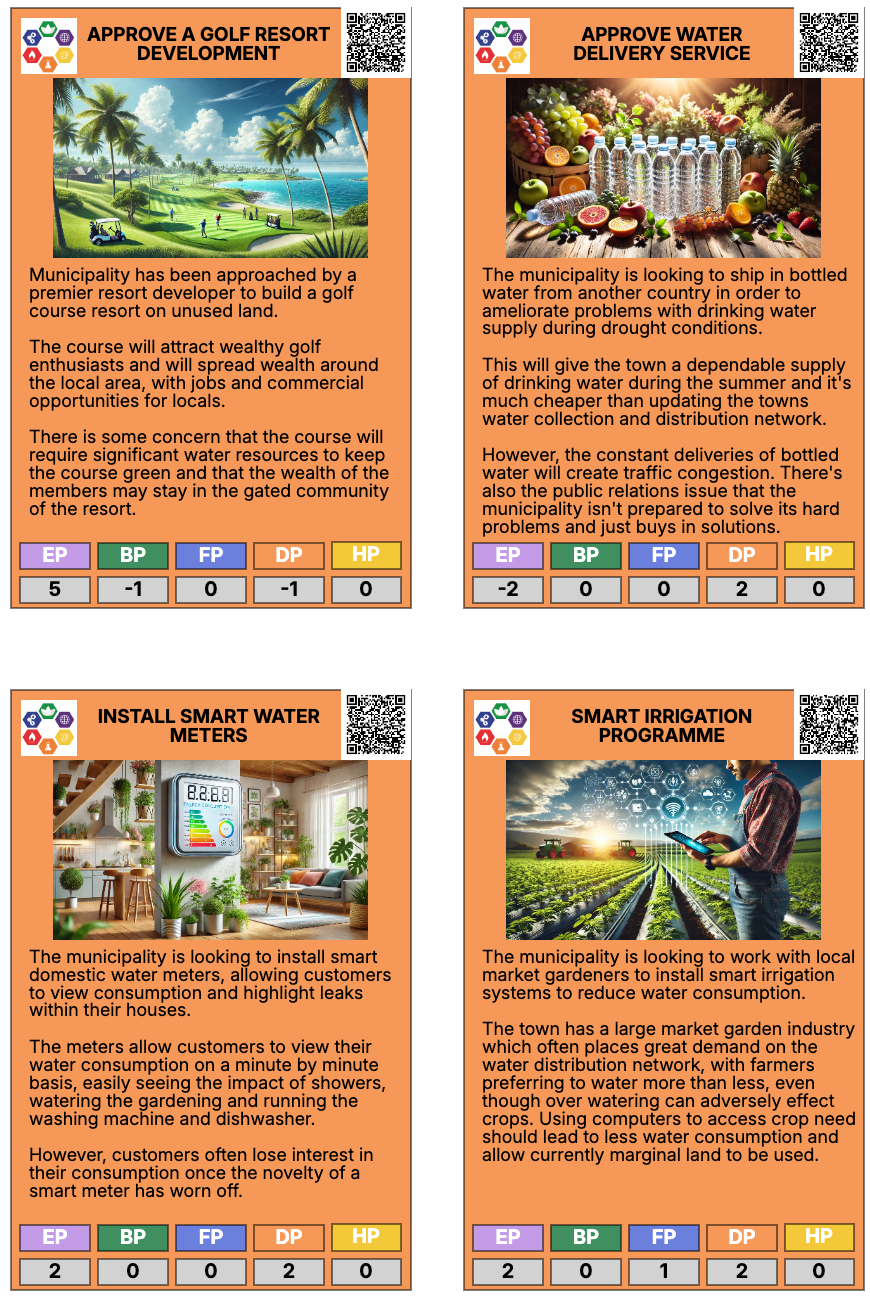 APPROVE A GOLF RESORT
DEVELOPMENT
Municipality has been approached by a
premier resort developer to build a golf
course resort on unused land.
The course will attract wealthy golf
enthusiasts and will spread wealth around
the local area, with jobs and commercial
opportunities for locals.
There is some concern that the course will
require significant water resources to keep
the course green and that the wealth of the
members may stay in the gated community
of the resort.
EP BP FP DP HP
5 -1 0 -1 0
APPROVE WATER
DELIVERY SERVICE
The municipality is looking to ship in bottled
water from another country in order to
ameliorate problems with drinking water
supply during drought conditions.
This will give the town a dependable supply
of drinking water during the summer and it's
much cheaper than updating the towns
water collection and distribution network.
However, the constant deliveries of bottled
water will create traffic congestion. There's
also the public relations issue that the
municipality isn't prepared to solve its hard
problems and just buys in solutions.
EP BP FP DP HP
-2 0 0 2 0
INSTALL SMART WATER
METERS
The municipality is looking to install smart
domestic water meters, allowing customers
to view consumption and highlight leaks
within their houses.
The meters allow customers to view their
water consumption on a minute by minute
basis, easily seeing the impact of showers,
watering the gardening and running the
washing machine and dishwasher.
However, customers often lose interest in
their consumption once the novelty of a
smart meter has worn off.
EP BP FP DP HP
2 0 0 2 0
SMART IRRIGATION
PROGRAMME
The municipality is looking to work with local
market gardeners to install smart irrigation
systems to reduce water consumption.
The town has a large market garden industry
which often places great demand on the
water distribution network, with farmers
preferring to water more than less, even
though over watering can adversely effect
crops. Using computers to access crop need
should lead to less water consumption and
allow currently marginal land to be used.
EP BP FP DP HP
2 0 1 2 0